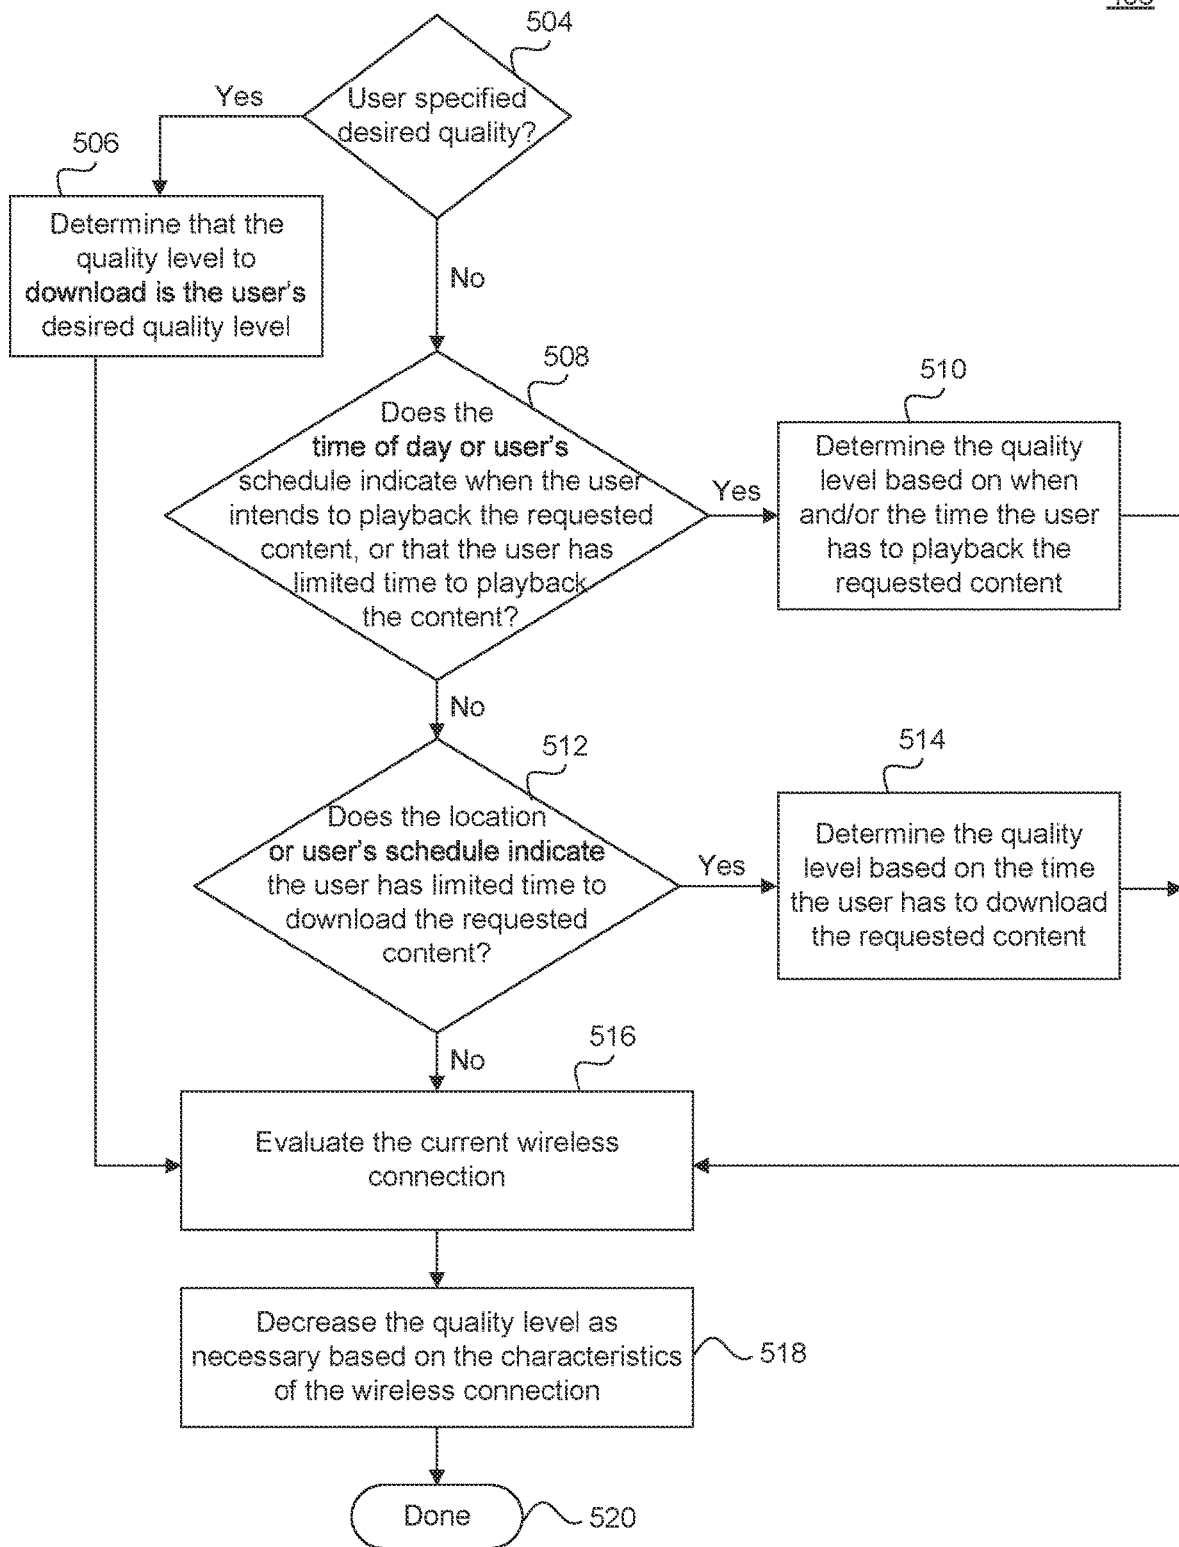 504
User specified
desired quality?
Yes
506
Determine that the
quality level to
download is the user's
desired quality level
No
508
Does the
time of day or user's
schedule indicate when the user
intends to playback the requested
content, or that the user has
limited time to playback
the content?
Yes
510
Determine the quality
level based on when
and/or the time the user
has to playback the
requested content
No
512
Does the location
or user's schedule indicate
the user has limited time to
download the requested
content?
Yes
514
Determine the quality
level based on the time
the user has to download
the requested content
No
516
Evaluate the current wireless
connection
Decrease the quality level as
necessary based on the characteristics
of the wireless connection
518
Done
520